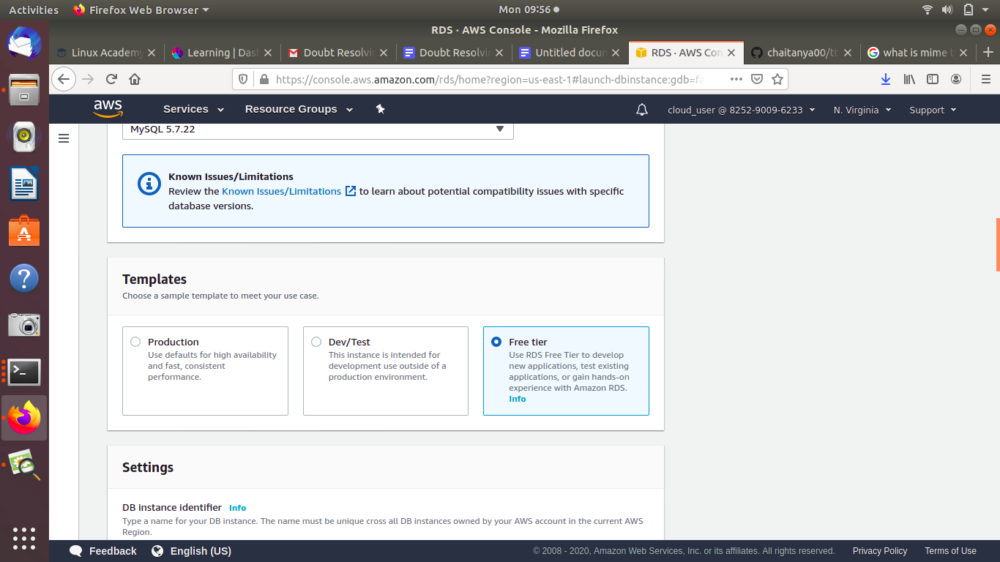 Activities
Firefox Web Browser
Mon 09:56
RDS · AWS Console - Mozilla Firefox
Linux Academy
Learning | Das
Doubt Resolvin
Doubt Resolvin
Untitled docum
RDS · AWS Con
chaitanya00/tt
what is mime t
https://console.aws.amazon.com/rds/home?region=us-east-1#launch-dbinstance:gdb=fa
aws
Services
Resource Groups
cloud_user @ 8252-9009-6233
N. Virginia
Support
MySQL 5.7.22
Known Issues/Limitations
Review the Known Issues/Limitations to learn about potential compatibility issues with specific
database versions.
Templates
Choose a sample template to meet your use case.
Production
Use defaults for high availability
and fast, consistent
performance.
Dev/Test
This instance is intended for
development use outside of a
production environment.
Free tier
Use RDS Free Tier to develop
new applications, test existing
applications, or gain hands-on
experience with Amazon RDS.
Info
Settings
DB instance identifier Info
Type a name for your DB instance. The name must be unique cross all DB instances owned by your AWS account in the current AWS
Region.
Feedback
English (US)
© 2008 - 2020, Amazon Web Services, Inc. or its affiliates. All rights reserved.
Privacy Policy
Terms of Use